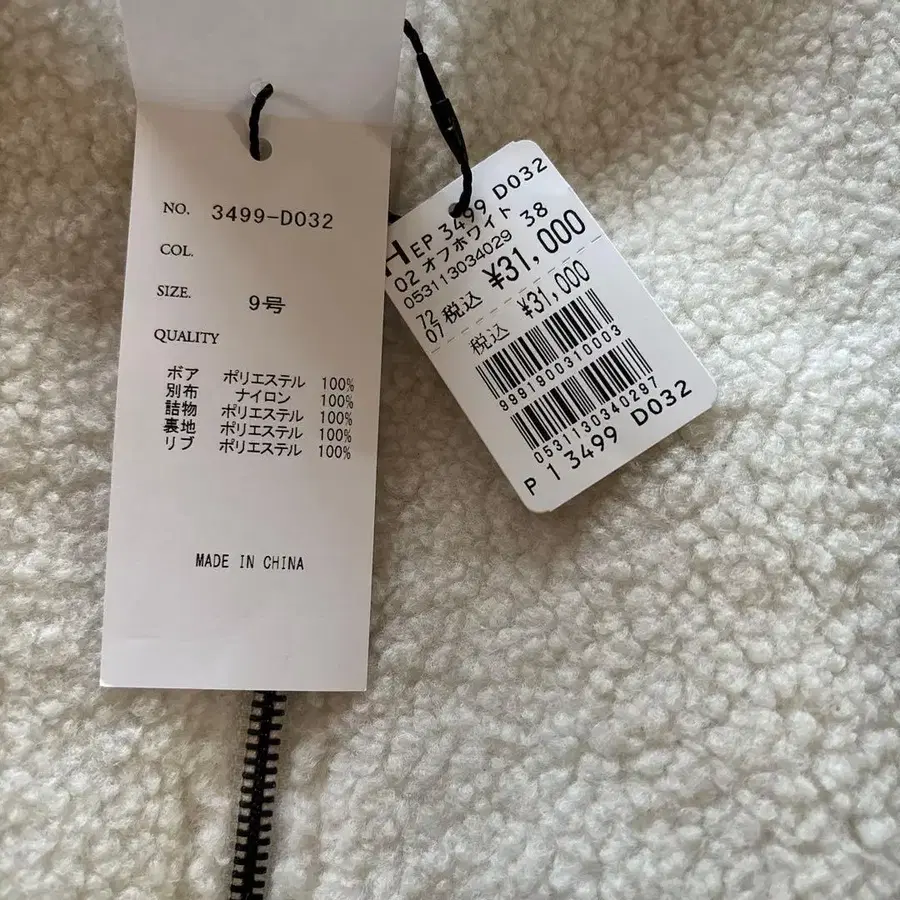 NO. 3499-D032
COL.
SIZE. 9号
QUALITY
ボア ポリエステル 100%
別布 ナイロン 100%
詰物 ポリエステル 100%
裏地 ポリエステル 100%
リブ ポリエステル 100%
MADE IN CHINA
HEP 3499 D032
02 オフホワイト 38
053113034029
72
07 税込 ¥31,000
税込 ¥31,000
9991900310003
0531130340297
P 1 3499 D032